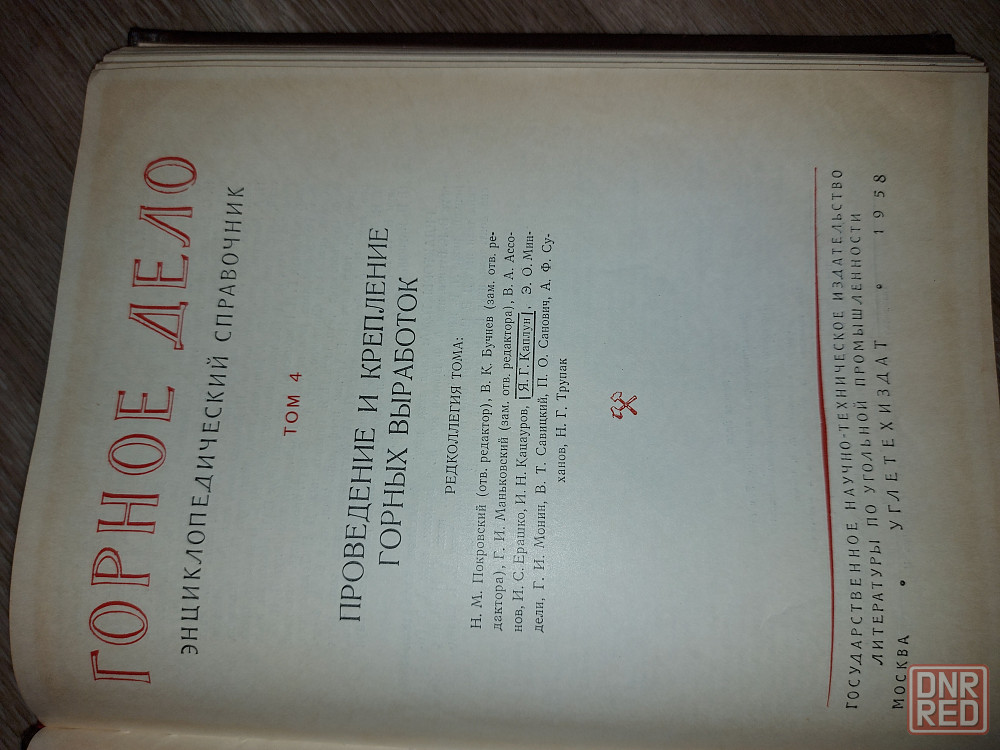 ГОРНОЕ ДЕЛО
ЭНЦИКЛОПЕДИЧЕСКИЙ СПРАВОЧНИК
ТОМ 4
ПРОВЕДЕНИЕ И КРЕПЛЕНИЕ
ГОРНЫХ ВЫРАБОТОК
РЕДКОЛЛЕГИЯ ТОМА:
Н. М. Покровский (отв. редактор), В. К. Бучнев (зам. отв. ре-
дактора), Г. И. Маньковский (зам. отв. редактора), В. А. Ассо-
нов, И. С. Ерашко, И. Н. Кацауров, Я. Г. Каплун, Э. О. Мин-
дели, Г. И. Монин, В. Т. Савицкий, П. О. Санович, А. Ф. Су-
ханов, Н. Г. Трупак
ГОСУДАРСТВЕННОЕ НАУЧНО-ТЕХНИЧЕСКОЕ ИЗДАТЕЛЬСТВО
ЛИТЕРАТУРЫ ПО УГОЛЬНОЙ ПРОМЫШЛЕННОСТИ
МОСКВА • УГЛЕТЕХИЗДАТ • 1958
DNR
RED